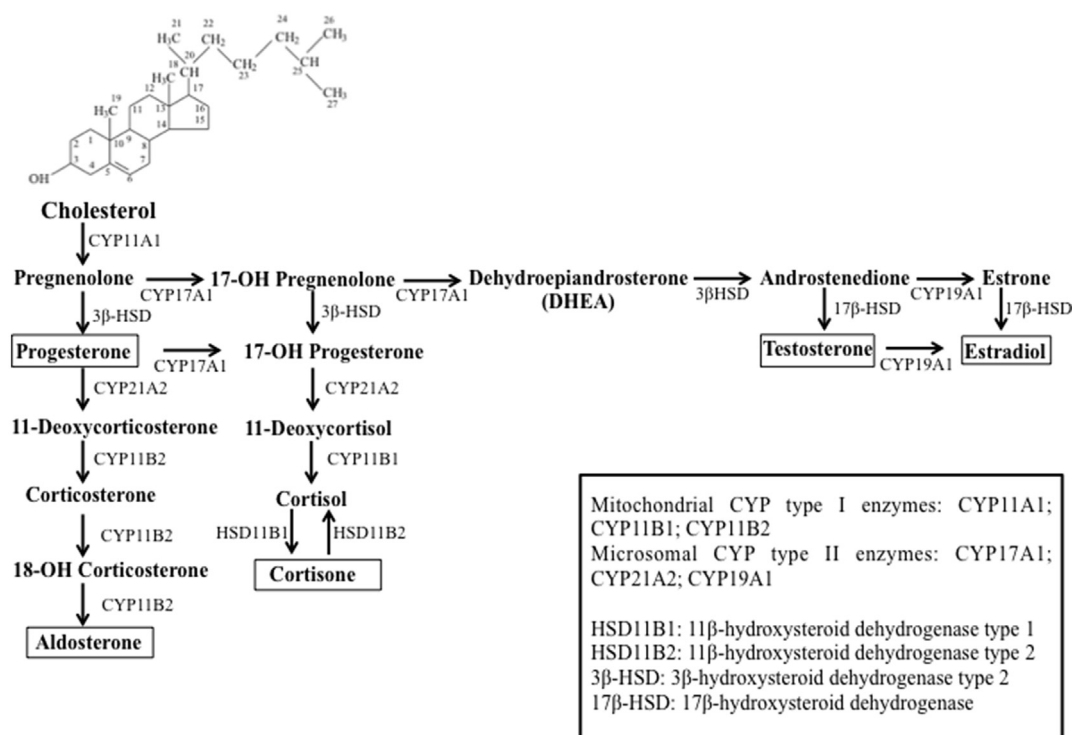 21
22
24
26
H₃C
CH₂
CH₂
CH₃
20
18
CH
25
CH
H₃C
CH₂
23
12
17
CH₃
27
19
H₃C
11
13
16
14
15
1
10
9
8
2
3
4
5
6
7
OH
Cholesterol
CYP11A1
Pregnenolone CYP17A1 17-OH Pregnenolone CYP17A1 Dehydroepiandrosterone (DHEA) 3βHSD Androstenedione CYP19A1 Estrone
3β-HSD 3β-HSD 17β-HSD 17β-HSD
Progesterone CYP17A1 17-OH Progesterone Testosterone CYP19A1 Estradiol
CYP21A2 CYP21A2
11-Deoxycorticosterone 11-Deoxycortisol
CYP11B2 CYP11B1
Corticosterone Cortisol
CYP11B2 HSD11B1 HSD11B2
18-OH Corticosterone Cortisone
CYP11B2
Aldosterone
Mitochondrial CYP type I enzymes: CYP11A1;
CYP11B1; CYP11B2
Microsomal CYP type II enzymes: CYP17A1;
CYP21A2; CYP19A1
HSD11B1: 11β-hydroxysteroid dehydrogenase type 1
HSD11B2: 11β-hydroxysteroid dehydrogenase type 2
3β-HSD: 3β-hydroxysteroid dehydrogenase type 2
17β-HSD: 17β-hydroxysteroid dehydrogenase